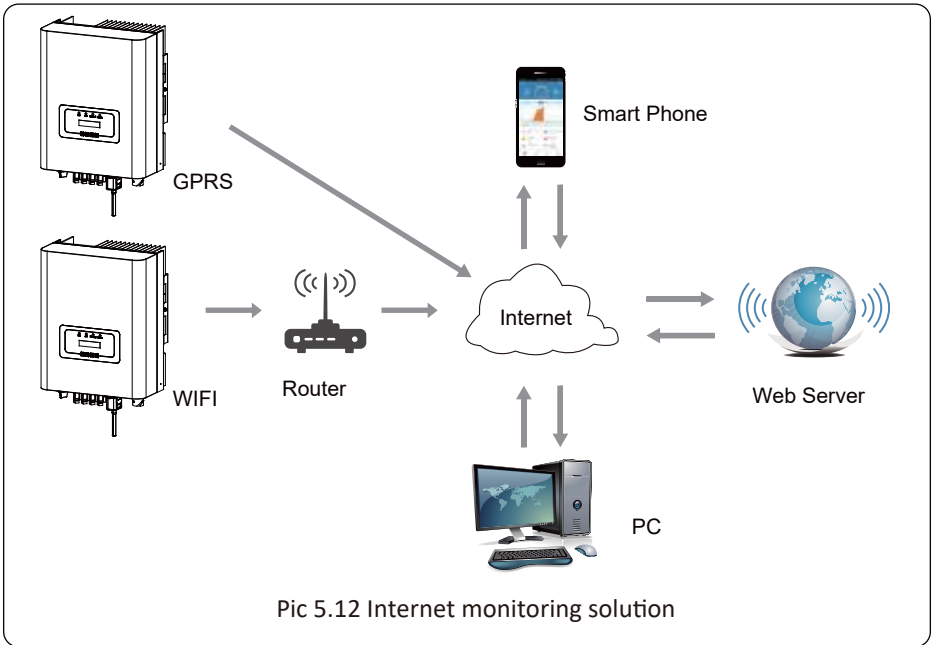 Smart Phone
GPRS
Internet
WIFI
Router
Web Server
PC
Pic 5.12 Internet monitoring solution